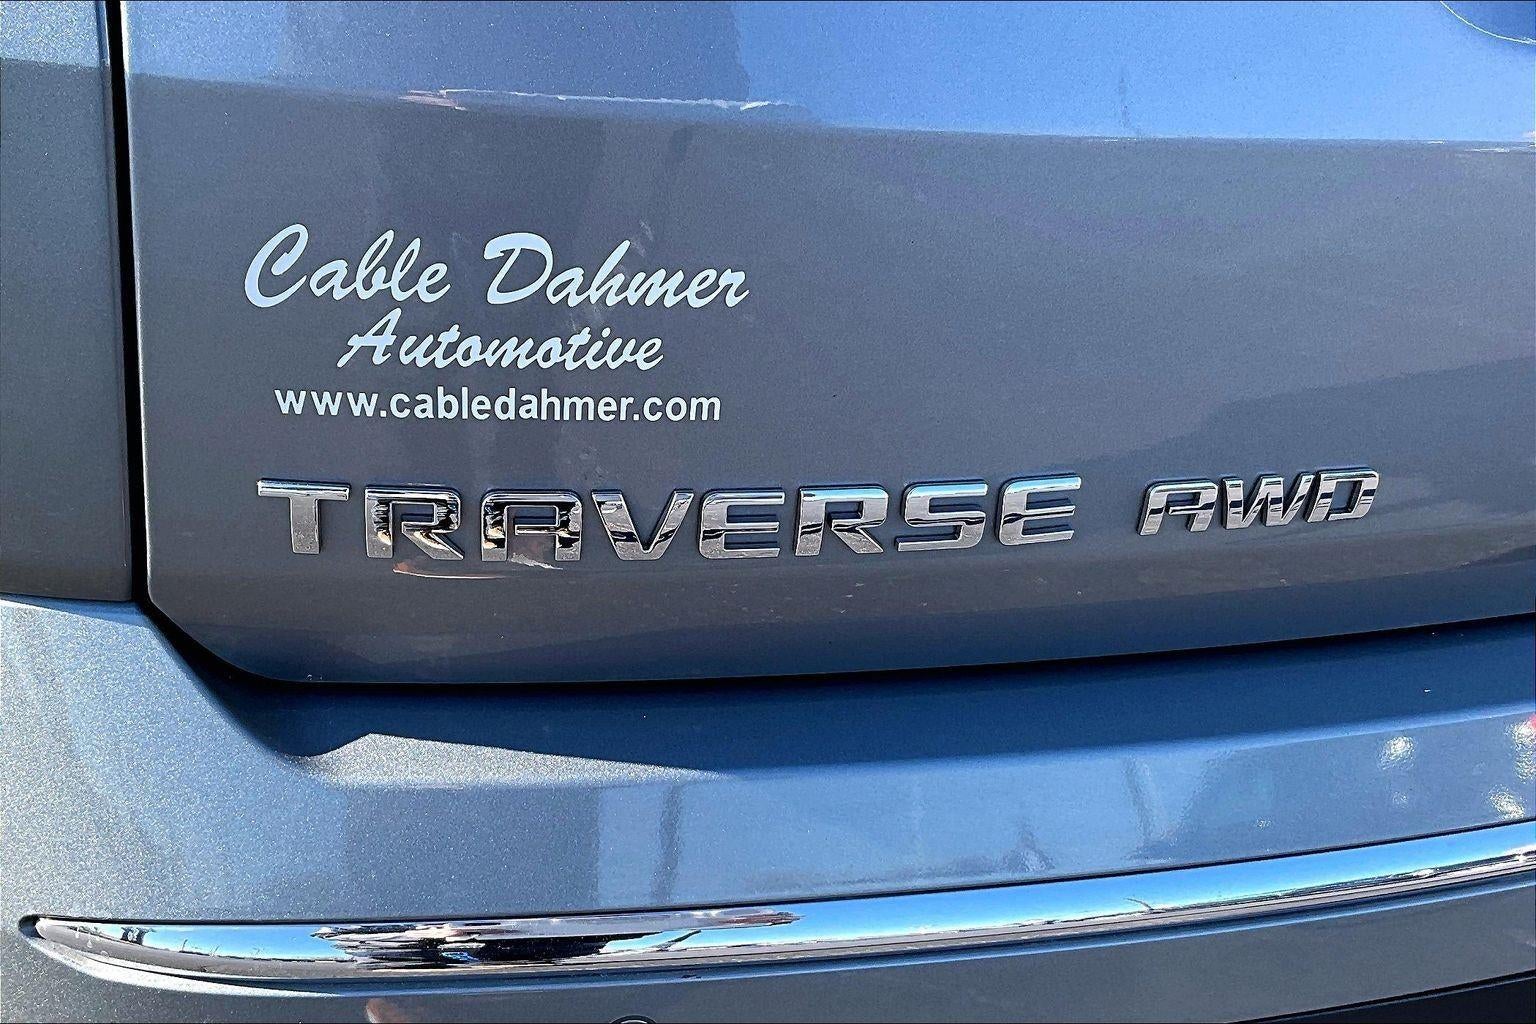 Cable Dahmer
Automotive
www.cabledahmer.com
TRAVERSE AWD